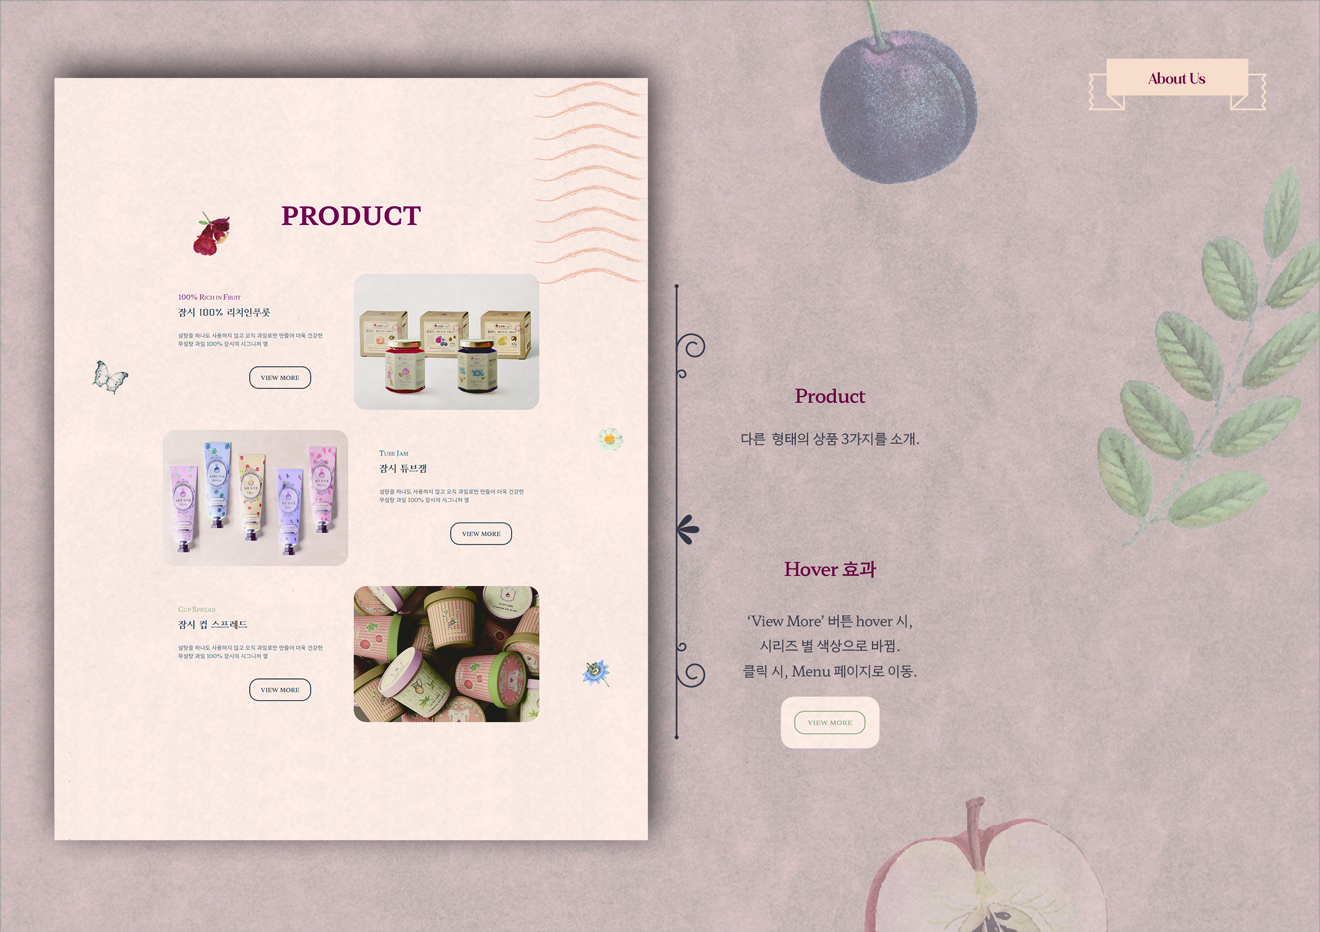 About Us
PRODUCT
100% RICH IN FRUIT
잠시 100% 리치인푸룻
설탕을 하나도 사용하지 않고 오직 과일로만 만들어 더욱 건강한
무설탕 과일 100% 잠시의 시그니처 잼
VIEW MORE
TUBE JAM
잠시 튜브잼
설탕을 하나도 사용하지 않고 오직 과일로만 만들어 더욱 건강한
무설탕 과일 100% 잠시의 시그니처 잼
VIEW MORE
CUP SPREAD
잠시 컵 스프레드
설탕을 하나도 사용하지 않고 오직 과일로만 만들어 더욱 건강한
무설탕 과일 100% 잠시의 시그니처 잼
VIEW MORE
Product
다른 형태의 상품 3가지를 소개.
Hover 효과
‘View More’ 버튼 hover 시,
시리즈 별 색상으로 바뀜.
클릭 시, Menu 페이지로 이동.
VIEW MORE